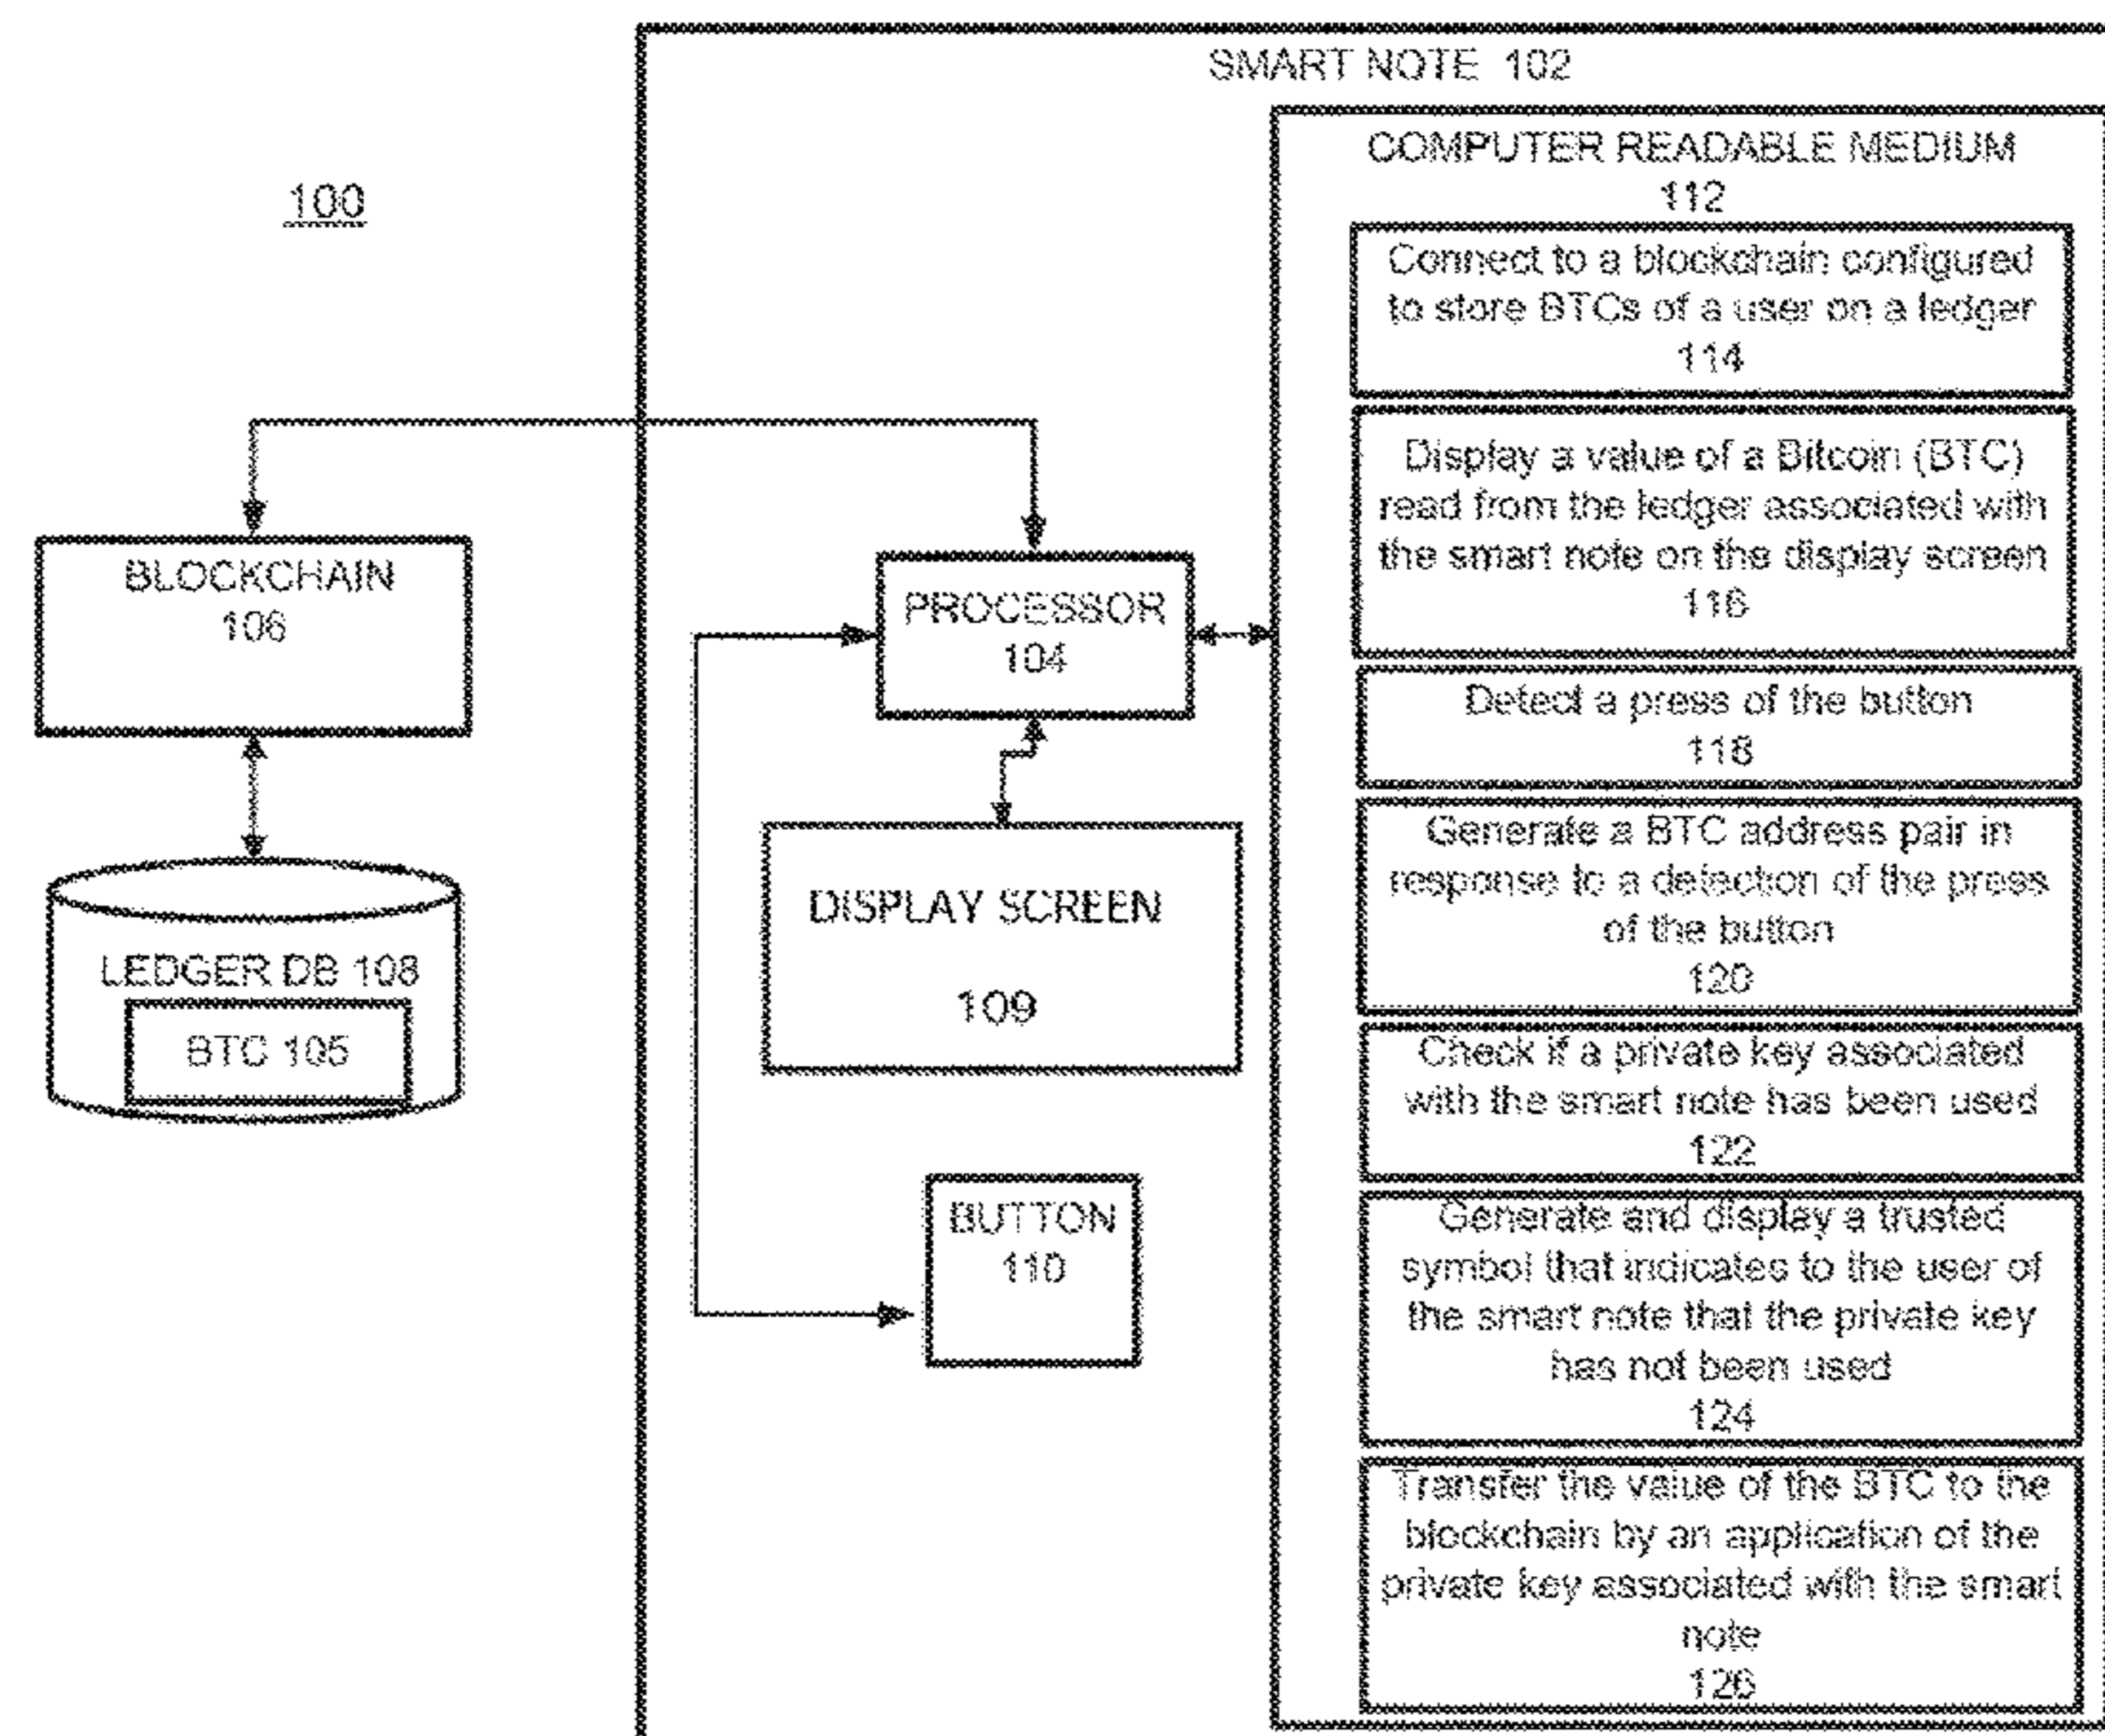 100
SMART NOTE 102
BLOCKCHAIN
106
LEDGER DB 108
BTC 105
PROCESSOR
104
DISPLAY SCREEN
109
BUTTON
110
COMPUTER READABLE MEDIUM
112
Connect to a blockchain configured
to store BTCs of a user on a ledger
114
Display a value of a Bitcoin (BTC)
read from the ledger associated with
the smart note on the display screen
116
Detect a press of the button
118
Generate a BTC address pair in
response to a detection of the press
of the button
120
Check if a private key associated
with the smart note has been used
122
Generate and display a trusted
symbol that indicates to the user of
the smart note that the private key
has not been used
124
Transfer the value of the BTC to the
blockchain by an application of the
private key associated with the smart
note
126